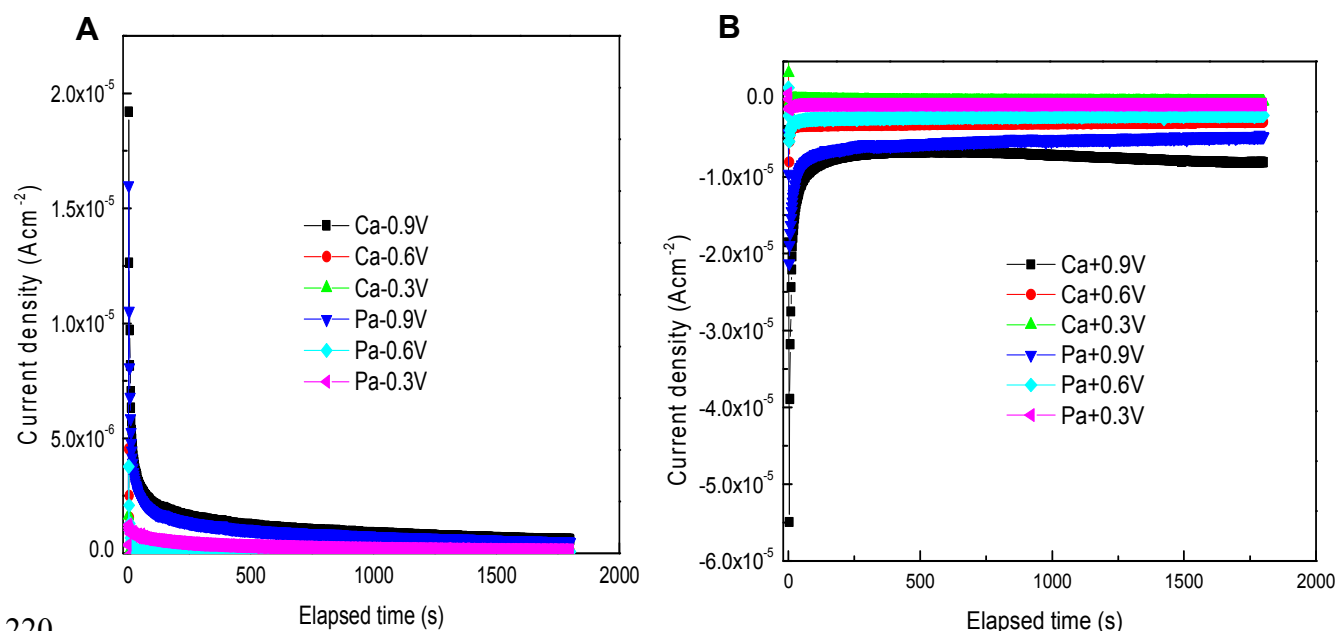 A
Current density (Acm⁻²)
2.0x10⁻⁵
1.5x10⁻⁵
1.0x10⁻⁵
5.0x10⁻⁶
0.0
Ca-0.9V
Ca-0.6V
Ca-0.3V
Pa-0.9V
Pa-0.6V
Pa-0.3V
0 500 1000 1500 2000
Elapsed time (s)
B
Current density (Acm⁻²)
0.0
-1.0x10⁻⁵
-2.0x10⁻⁵
-3.0x10⁻⁵
-4.0x10⁻⁵
-5.0x10⁻⁵
-6.0x10⁻⁵
Ca+0.9V
Ca+0.6V
Ca+0.3V
Pa+0.9V
Pa+0.6V
Pa+0.3V
0 500 1000 1500 2000
Elapsed time (s)
220